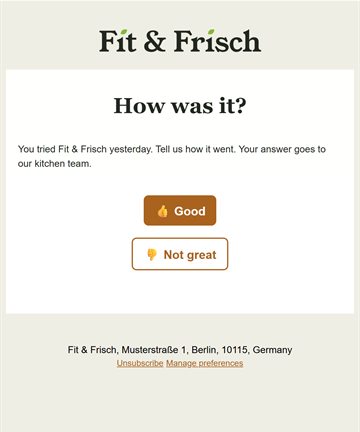 Fit & Frisch
How was it?
You tried Fit & Frisch yesterday. Tell us how it went. Your answer goes to
our kitchen team.
👍 Good
👎 Not great
Fit & Frisch, Musterstraße 1, Berlin, 10115, Germany
Unsubscribe Manage preferences